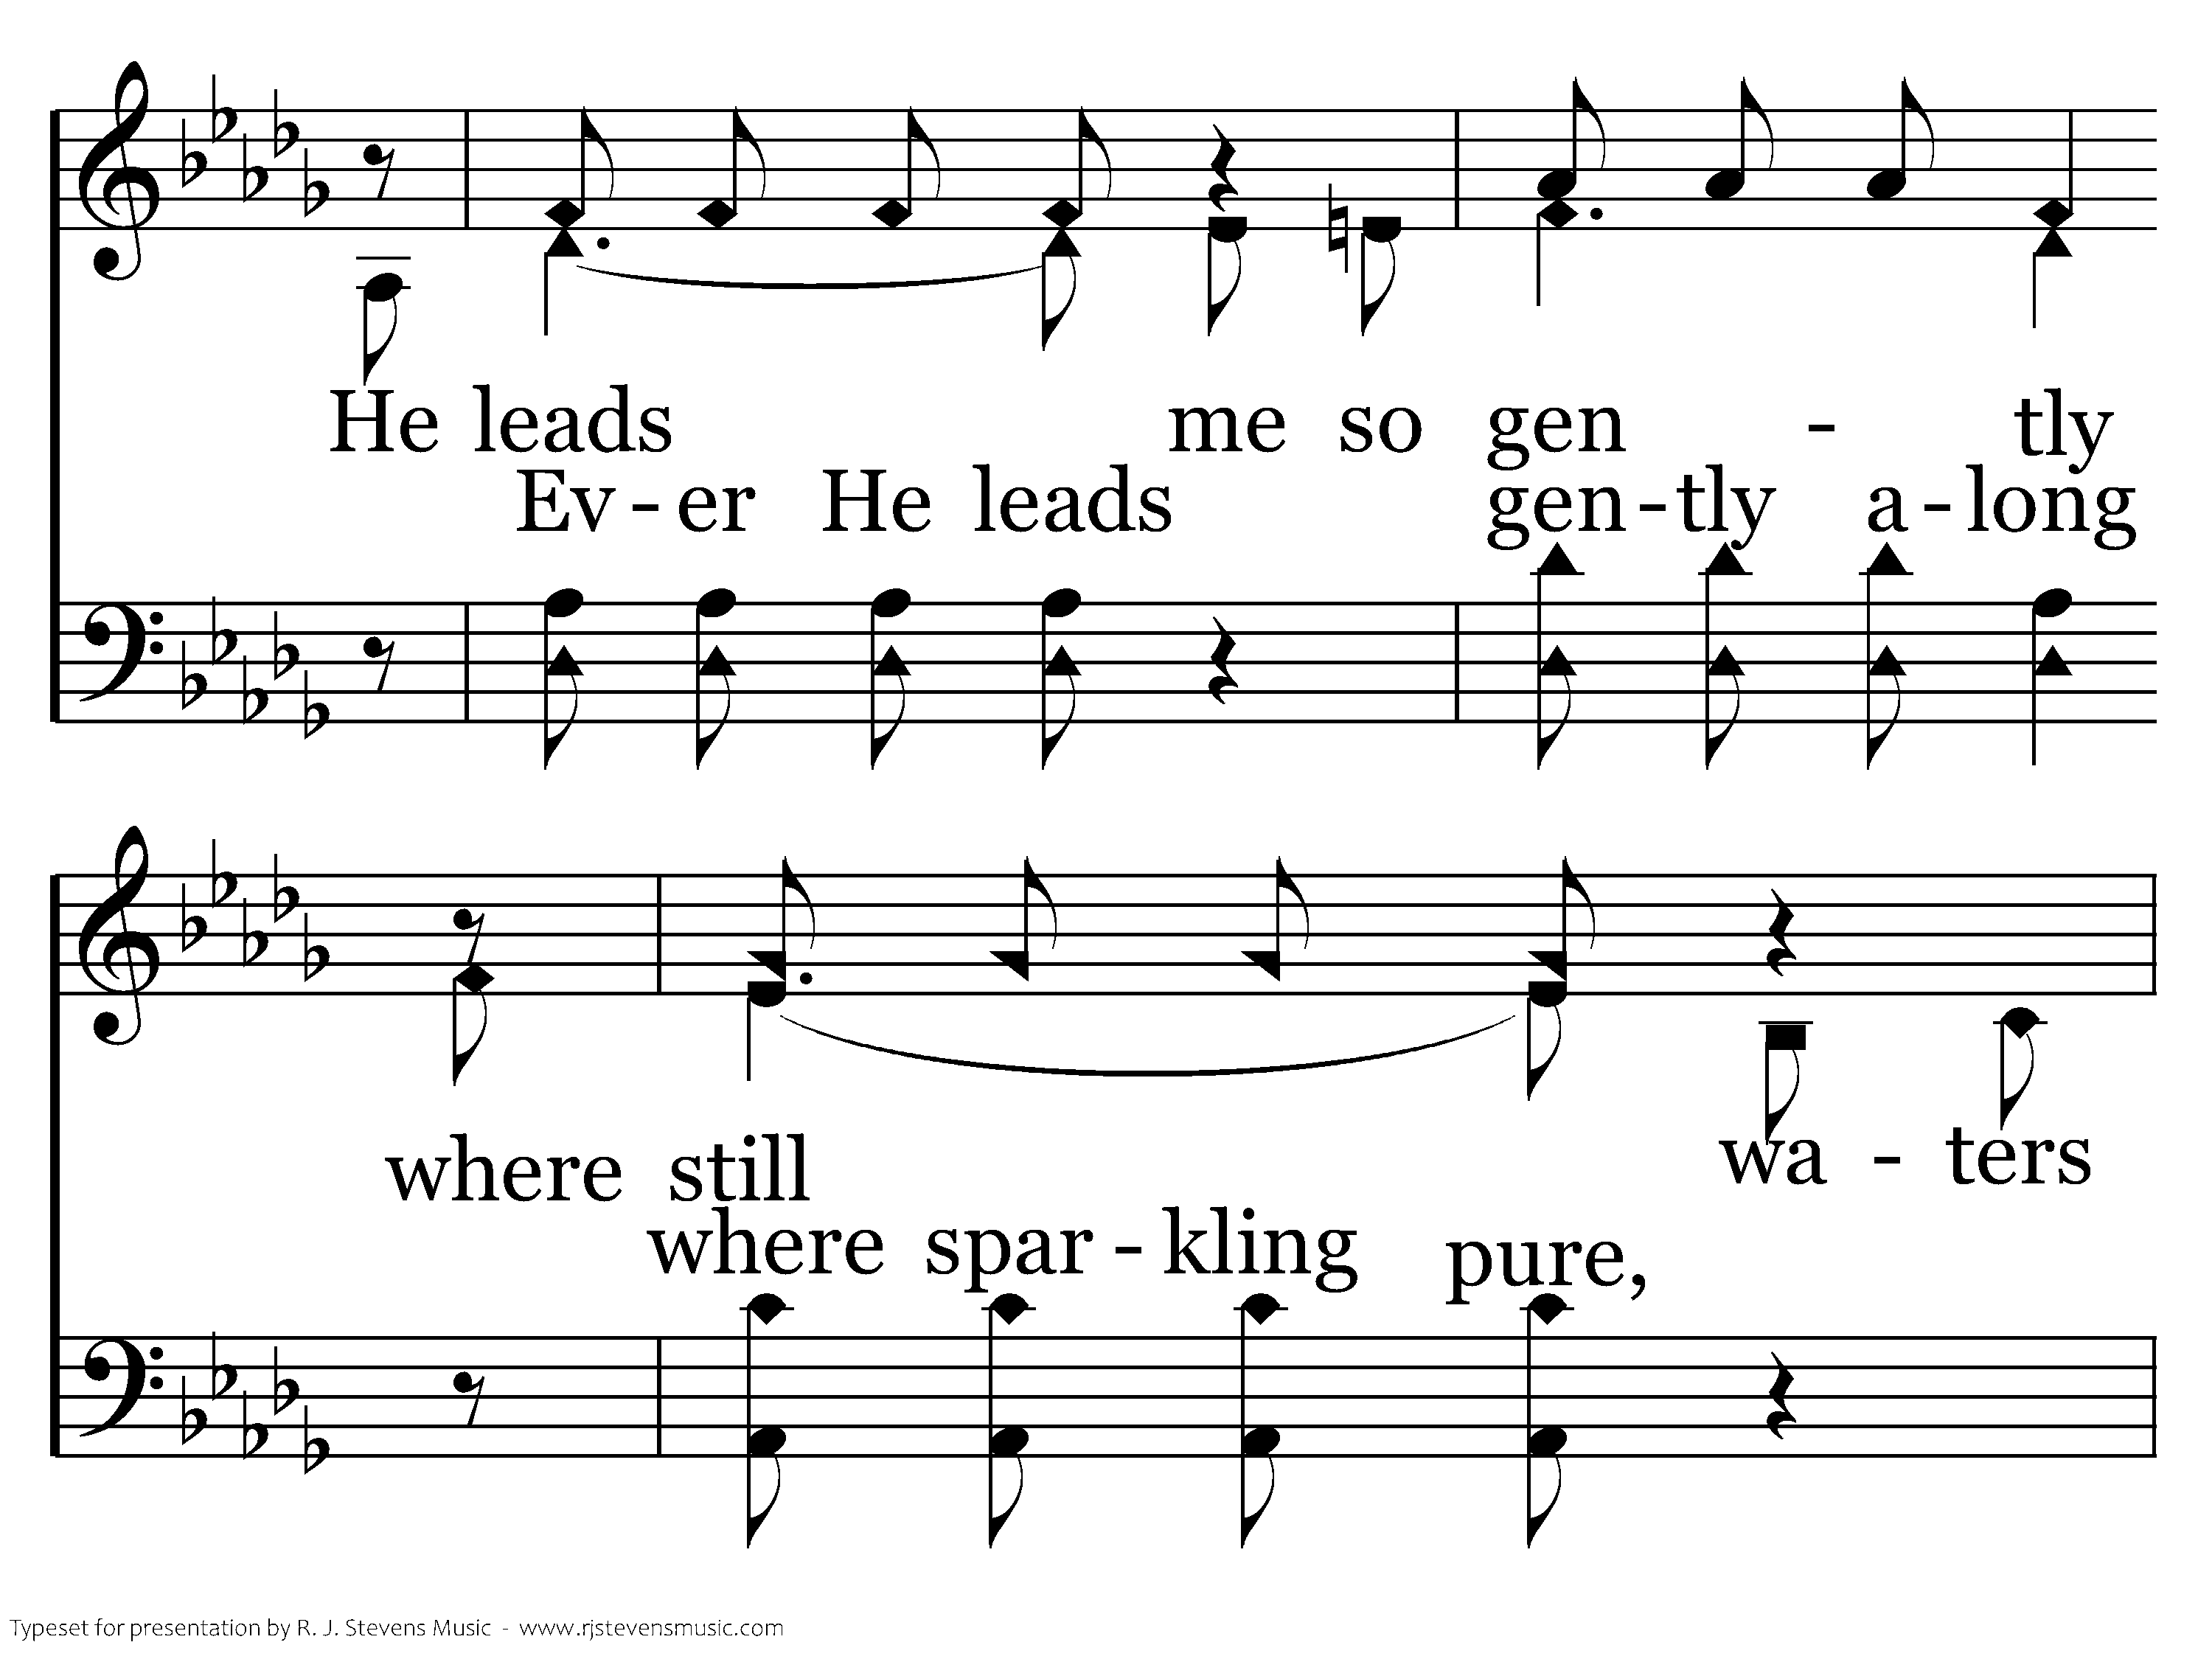 He leads me so gen - tly
Ev - er He leads gen - tly a - long
where still wa - ters
where spar - kling pure,
Typeset for presentation by R. J. Stevens Music - www.rjstevensmusic.com